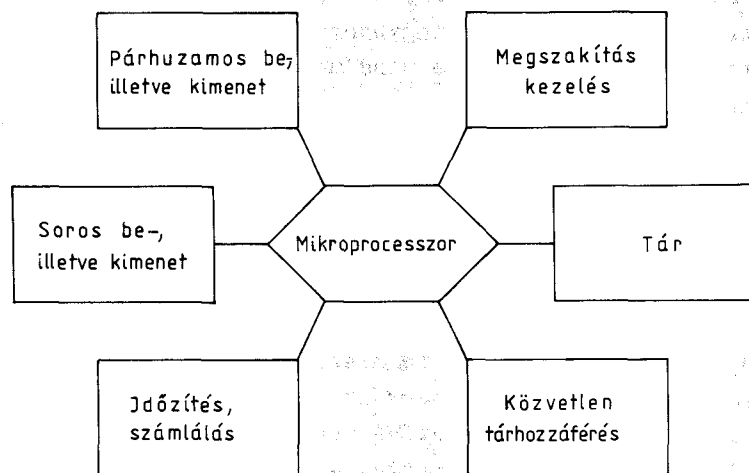 Párhuzamos be-,
illetve kimenet
Megszakítás
kezelés
Soros be-,
illetve kimenet
Mikroprocesszor
Tár
Időzítés,
számlálás
Közvetlen
tárhozzáférés